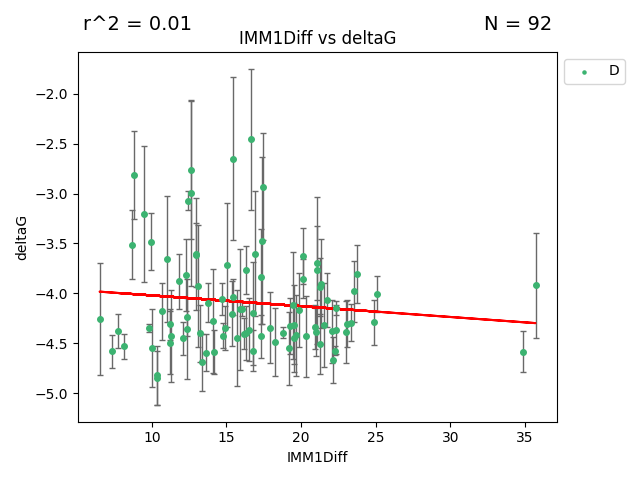 r^2 = 0.01
N = 92
IMM1Diff vs deltaG
D
deltaG
−2.0
−2.5
−3.0
−3.5
−4.0
−4.5
−5.0
10 15 20 25 30 35
IMM1Diff